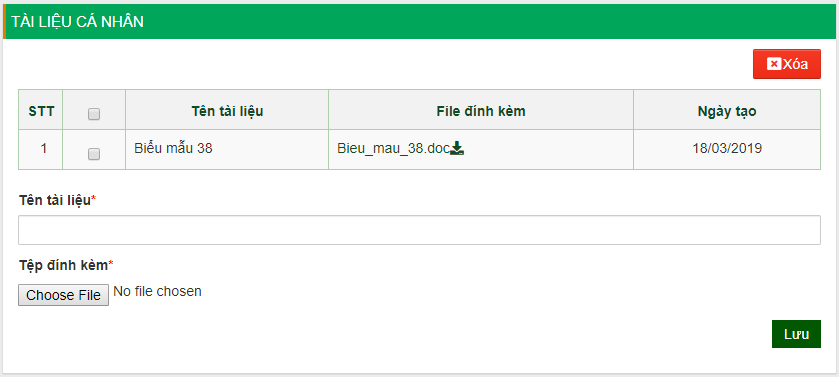 TÀI LIỆU CÁ NHÂN
Xóa
STT Tên tài liệu File đính kèm Ngày tạo
1 Biểu mẫu 38 Bieu_mau_38.doc 18/03/2019
Tên tài liệu*
Tệp đính kèm*
Choose File No file chosen
Lưu